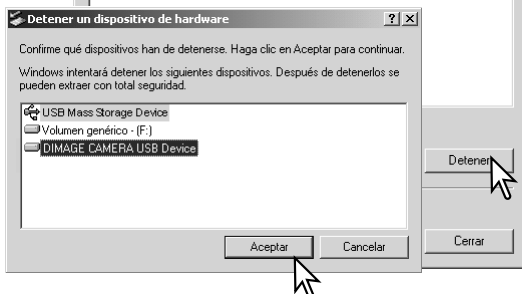 Detener un dispositivo de hardware
Confirme qué dispositivos han de detenerse. Haga clic en Aceptar para continuar.
Windows intentará detener los siguientes dispositivos. Después de detenerlos se
pueden extraer con total seguridad.
USB Mass Storage Device
Volumen genérico - (F:)
DIMAGE CAMERA USB Device
Detener
Aceptar
Cancelar
Cerrar